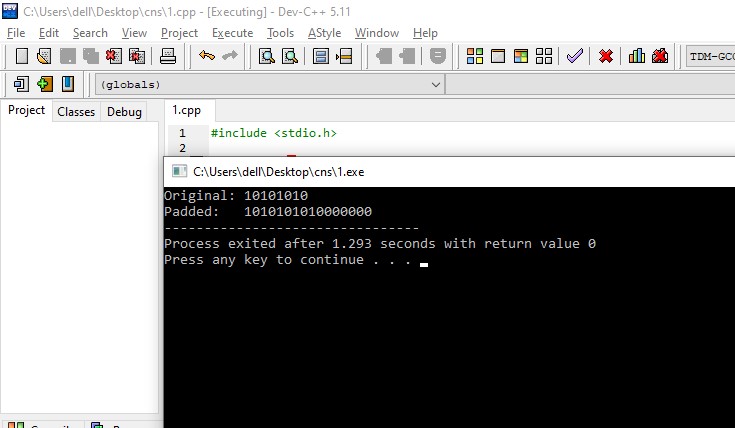 C:\Users\dell\Desktop\cns\1.cpp - [Executing] - Dev-C++ 5.11
File Edit Search View Project Execute Tools AStyle Window Help
TDM-GCC
(globals)
Project Classes Debug 1.cpp
1 #include <stdio.h>
2
C:\Users\dell\Desktop\cns\1.exe
Original: 10101010
Padded: 1010101010000000
--------------------------------
Process exited after 1.293 seconds with return value 0
Press any key to continue . . .